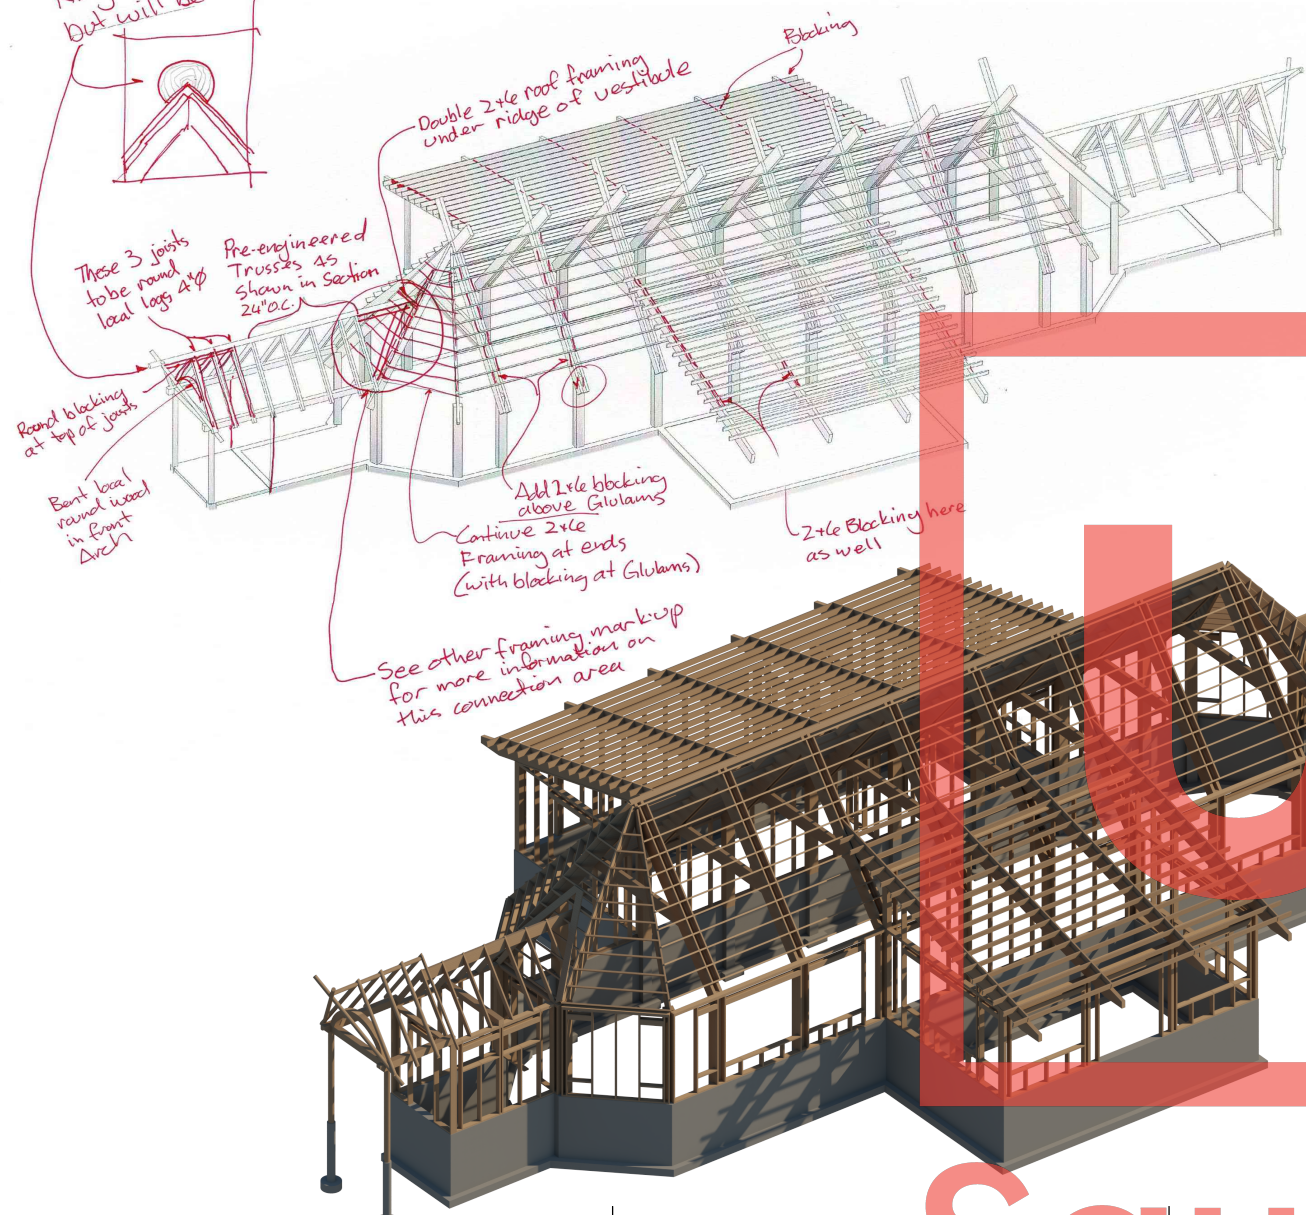 but will be
Blocking
Double 2x6 roof framing
under ridge of vestibule
These 3 joists
to be round
local logs 4"ø
Pre-engineered
Trusses as
shown in Section
24" O.C.
Round blocking
at top of joists
Bent local
round wood
in front
Arch
Add 2x6 blocking
above Glulams
Continue 2x6
Framing at ends
(with blocking at Glulams)
2x6 Blocking here
as well
See other framing mark-up
for more information on
this connection area